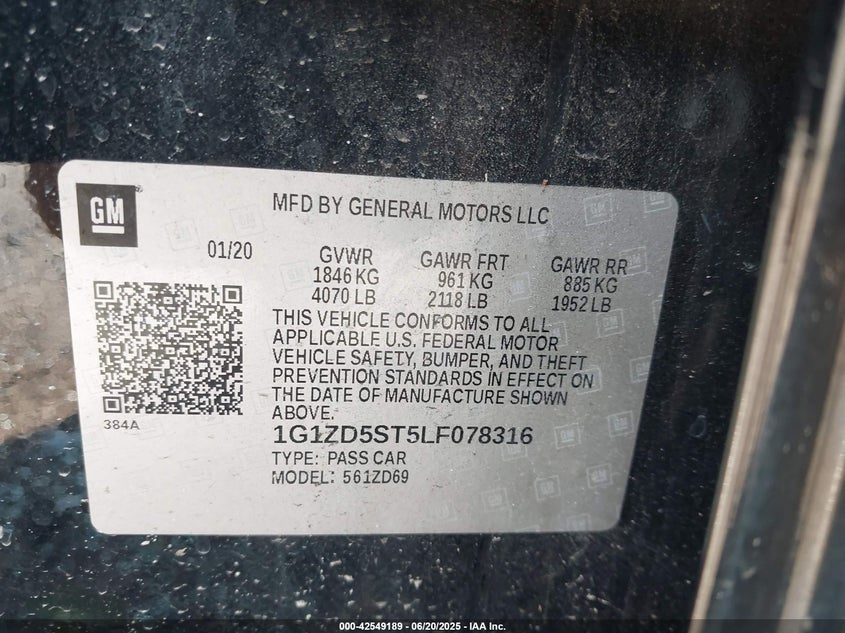 GM
MFD BY GENERAL MOTORS LLC
01/20
GVWR GAWR FRT GAWR RR
1846 KG 961 KG 885 KG
4070 LB 2118 LB 1952 LB
THIS VEHICLE CONFORMS TO ALL
APPLICABLE U.S. FEDERAL MOTOR
VEHICLE SAFETY, BUMPER, AND THEFT
PREVENTION STANDARDS IN EFFECT ON
THE DATE OF MANUFACTURE SHOWN
ABOVE.
384A
1G1ZD5ST5LF078316
TYPE: PASS CAR
MODEL: 561ZD69
000-42549189 - 06/20/2025 - IAA Inc.